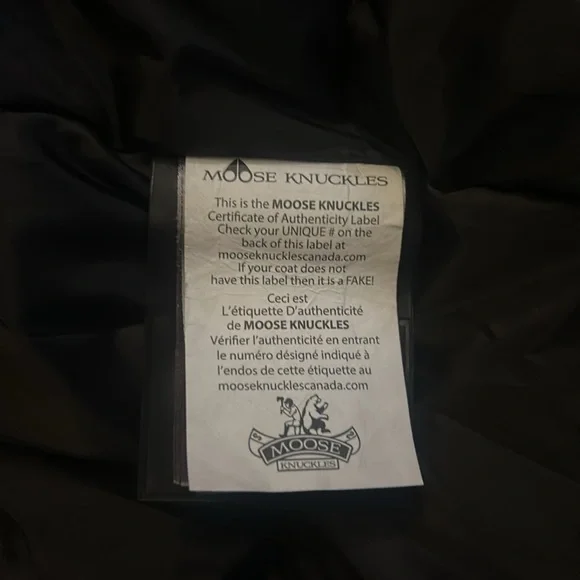 MOOSE KNUCKLES
This is the MOOSE KNUCKLES
Certificate of Authenticity Label
Check your UNIQUE # on the
back of this label at
mooseknucklescanada.com
If your coat does not
have this label then it is a FAKE!
Ceci est
L'étiquette D'authenticité
de MOOSE KNUCKLES
Vérifier l'authenticité en entrant
le numéro désigné indiqué à
l'endos de cette étiquette au
mooseknucklescanada.com
MOOSE
KNUCKLES